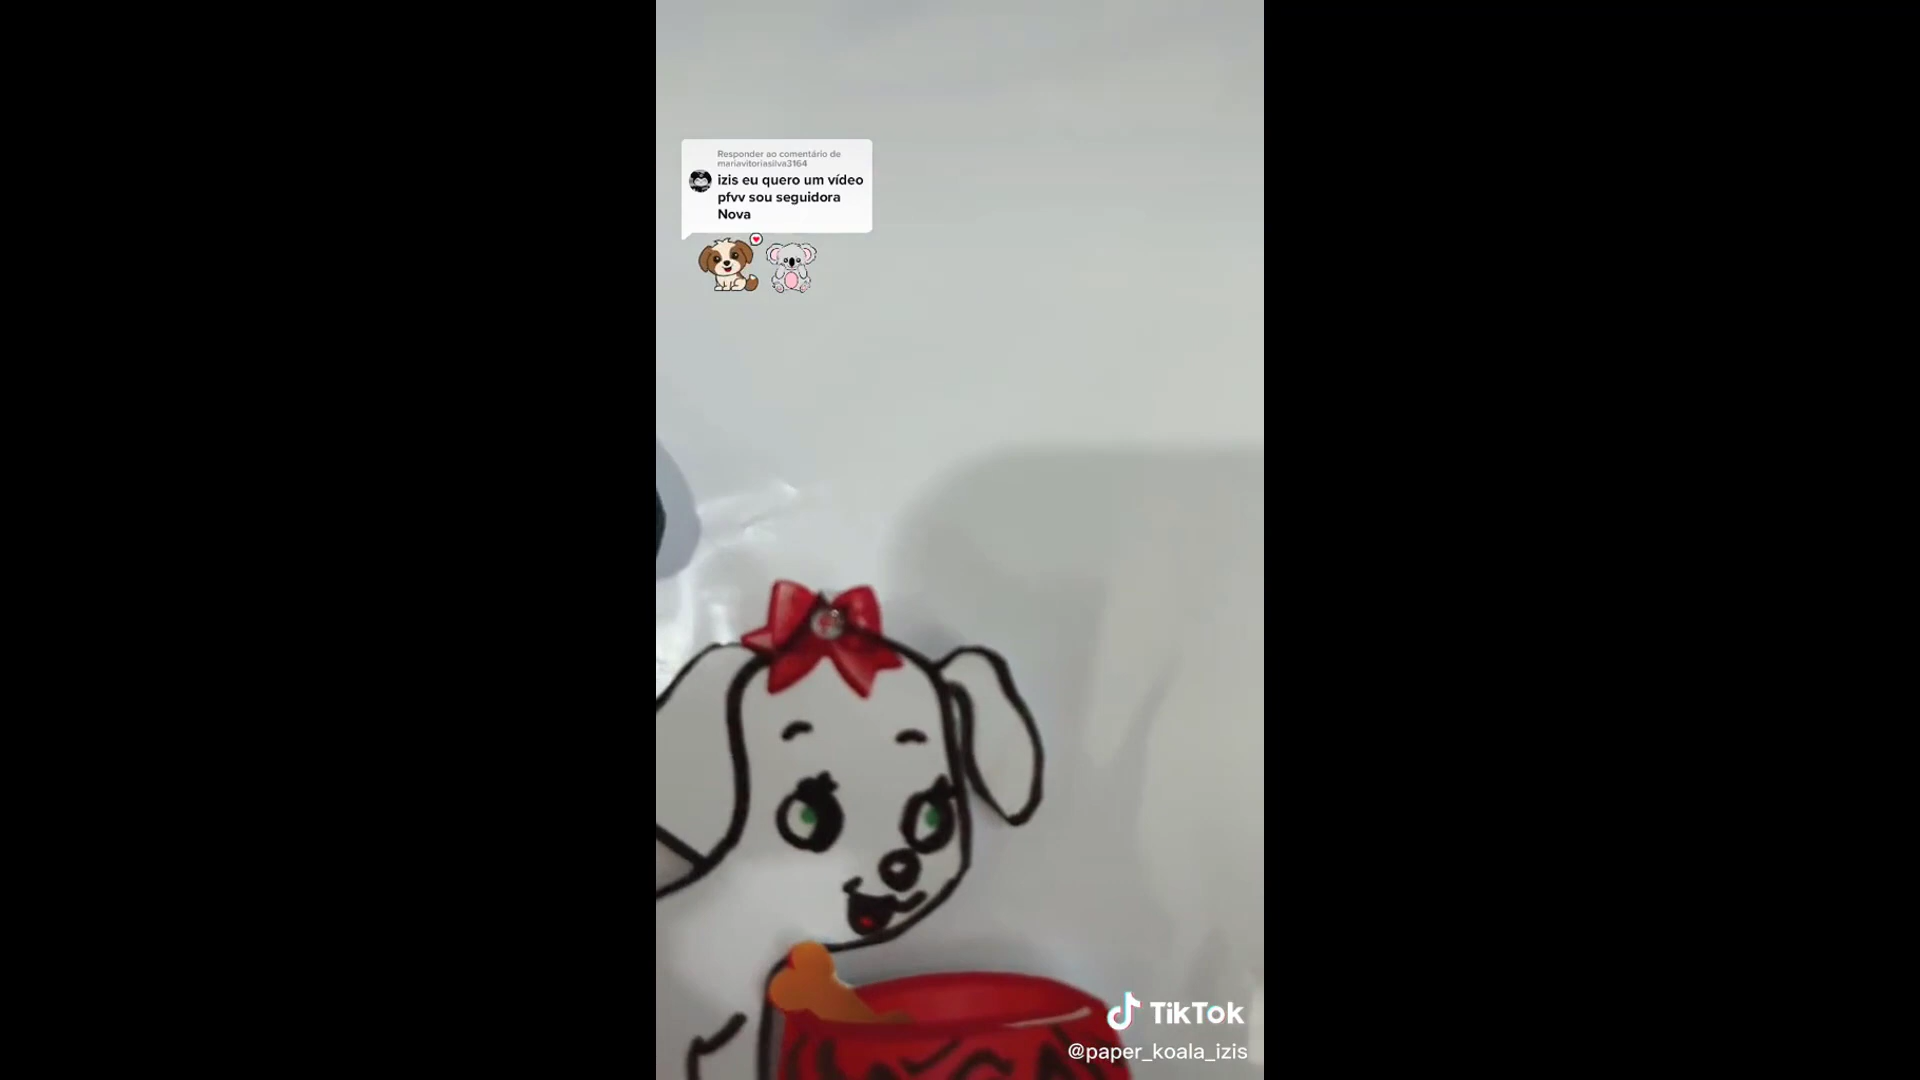 Responder ao comentário de
mariavitoriasilva3164
izis eu quero um vídeo
pfvv sou seguidora
Nova
TikTok
@paper_koala_izis